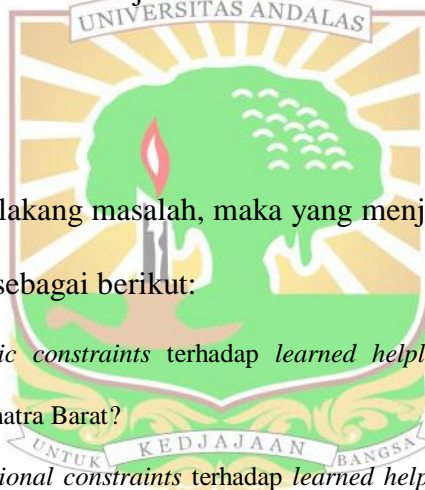 UNIVERSITAS ANDALAS
lakang masalah, maka yang menj
sebagai berikut:
ic constraints terhadap learned helpl
natra Barat?
UNTUK KEDJAJAAN BANGSA
ional constraints terhadap learned help